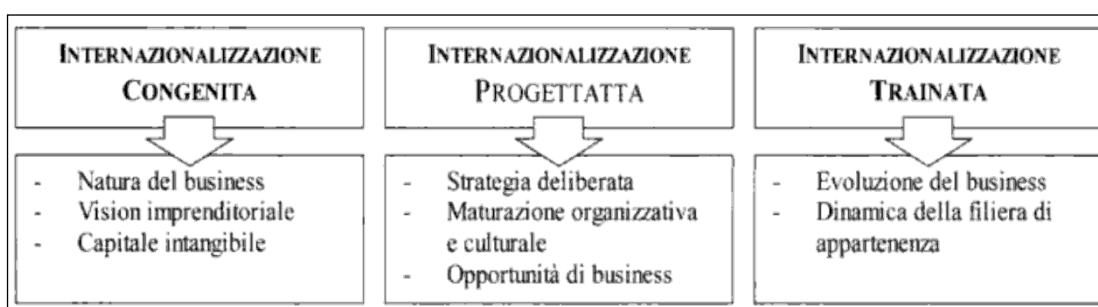 INTERNAZIONALIZZAZIONE
CONGENITA
- Natura del business
- Vision imprenditoriale
- Capitale intangibile
INTERNAZIONALIZZAZIONE
PROGETTATTA
- Strategia deliberata
- Maturazione organizzativa
e culturale
- Opportunità di business
INTERNAZIONALIZZAZIONE
TRAINATA
- Evoluzione del business
- Dinamica della filiera di
appartenenza